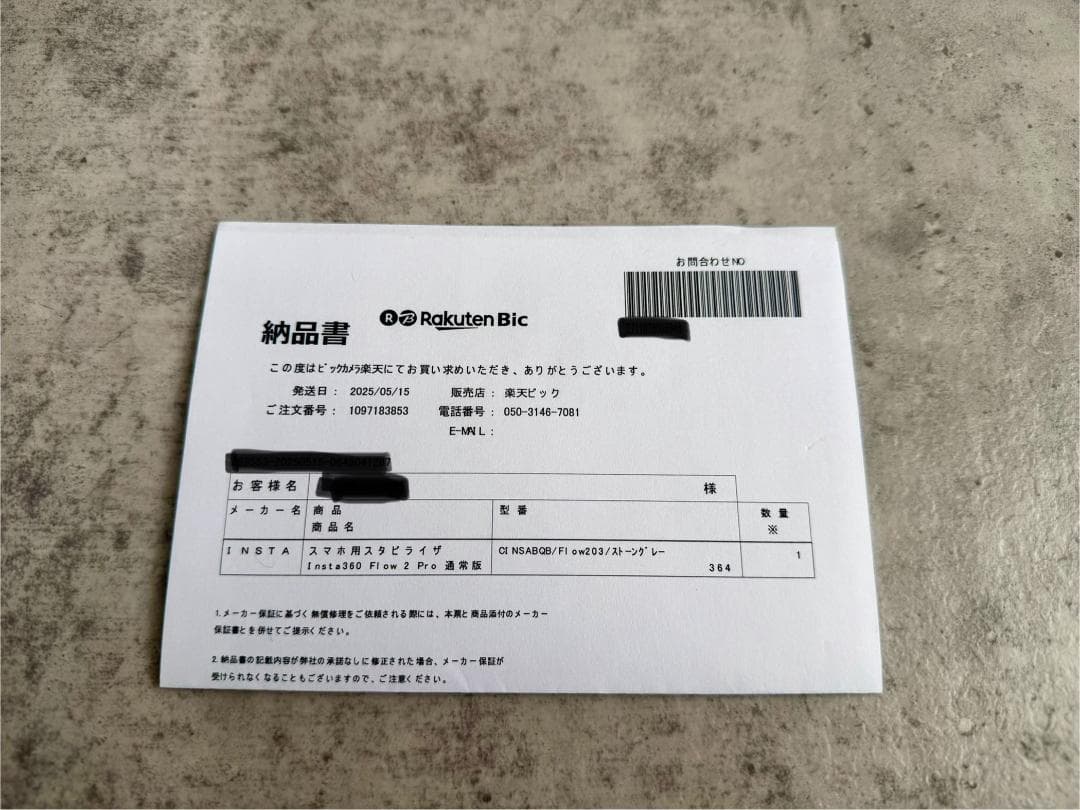 お問合わせNO
納品書 Rakuten Bic
この度はビックカメラ楽天にてお買い求めいただき、ありがとうございます。
発送日： 2025/05/15 販売店： 楽天ビック
ご注文番号： 1097183853 電話番号： 050-3146-7081
E-MAIL：
お客様名 様
メーカー名 商品 型番 数量
商品名 ※
INSTA スマホ用スタビライザ CINSABQB/Flow203/ストーングレー 1
Insta360 Flow 2 Pro 通常版 364
1.メーカー保証に基づく無償修理をご依頼される際には、本票と商品添付のメーカー
保証書とを併せてご提示ください。
2.納品書の記載内容が弊社の承諾なしに修正された場合、メーカー保証が
受けられなくなることもございますので、ご注意ください。